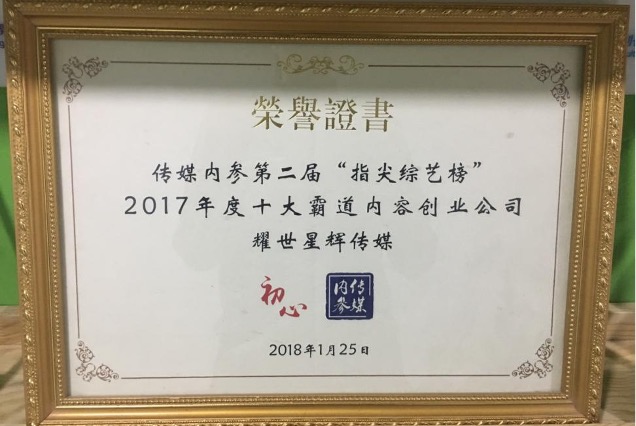 榮譽證書
传媒内参第二届“指尖综艺榜”
2017年度十大霸道内容创业公司
耀世星辉传媒
初心
传媒内参
2018年1月25日